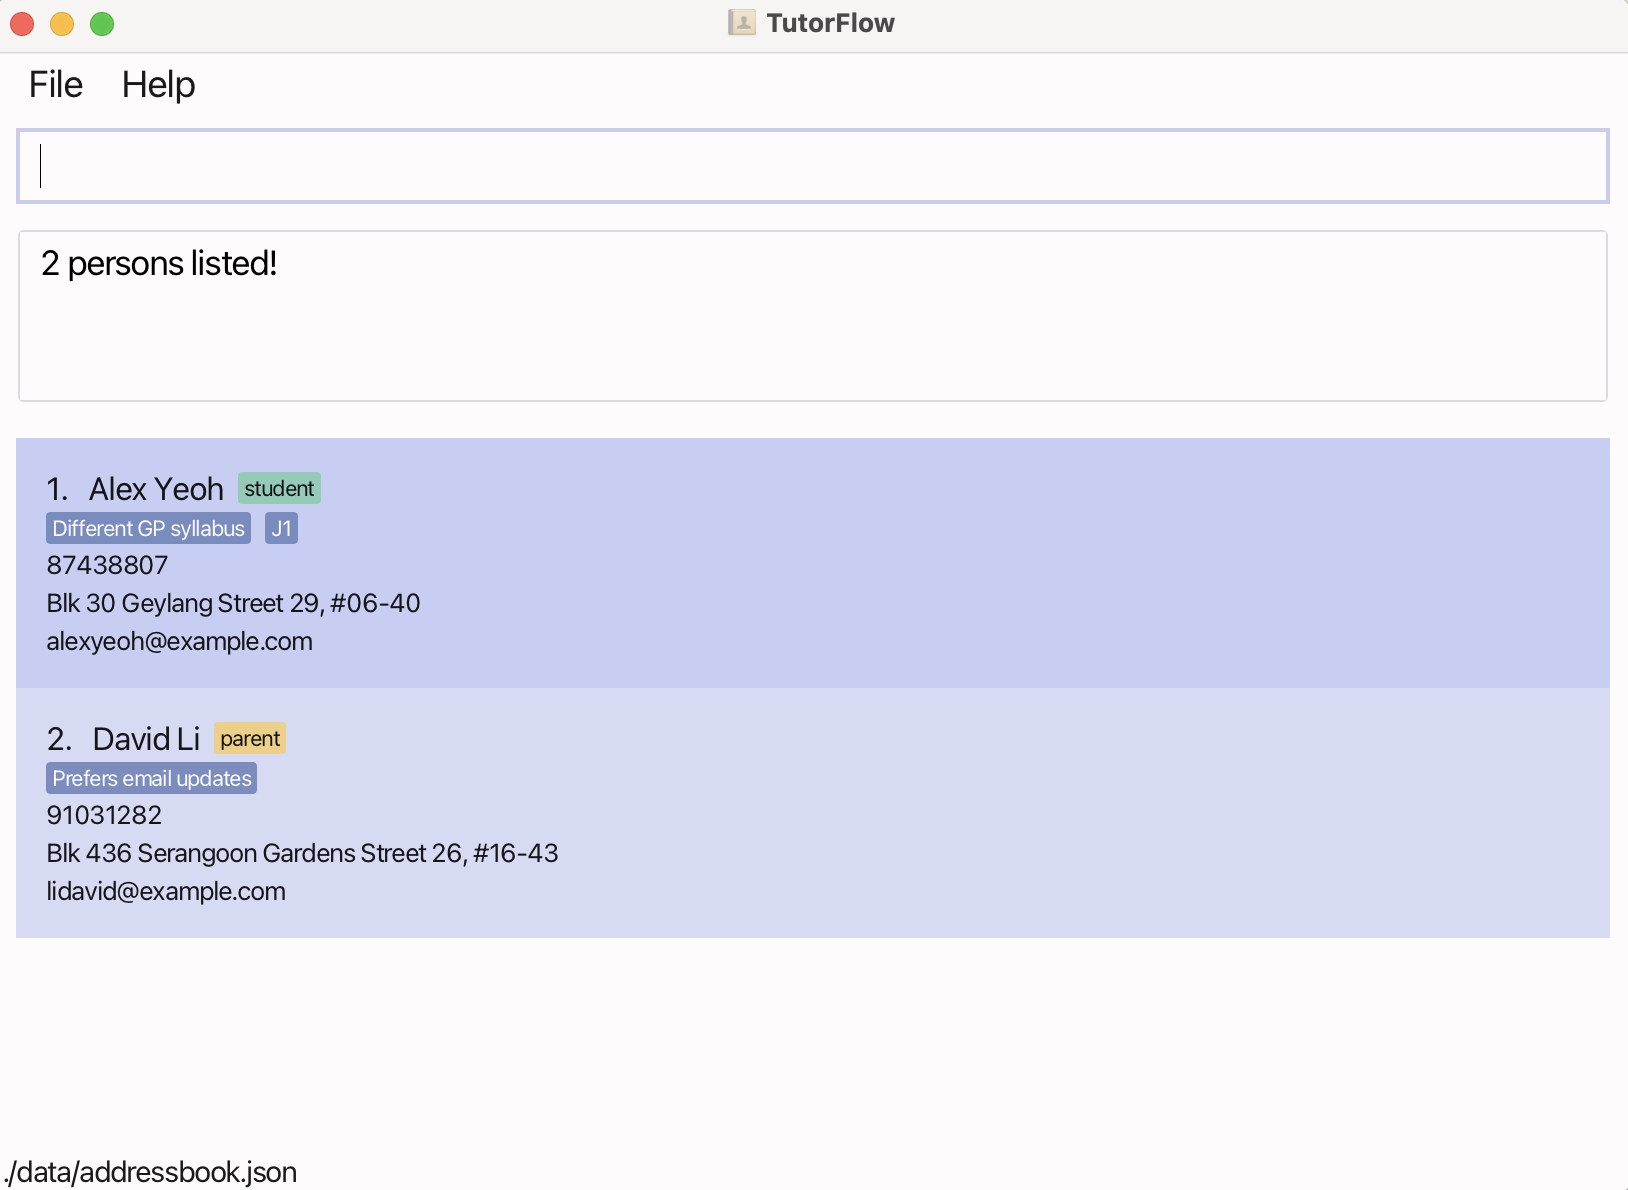 TutorFlow
File Help
2 persons listed!
1. Alex Yeoh student
Different GP syllabus J1
87438807
Blk 30 Geylang Street 29, #06-40
alexyeoh@example.com
2. David Li parent
Prefers email updates
91031282
Blk 436 Serangoon Gardens Street 26, #16-43
lidavid@example.com
./data/addressbook.json